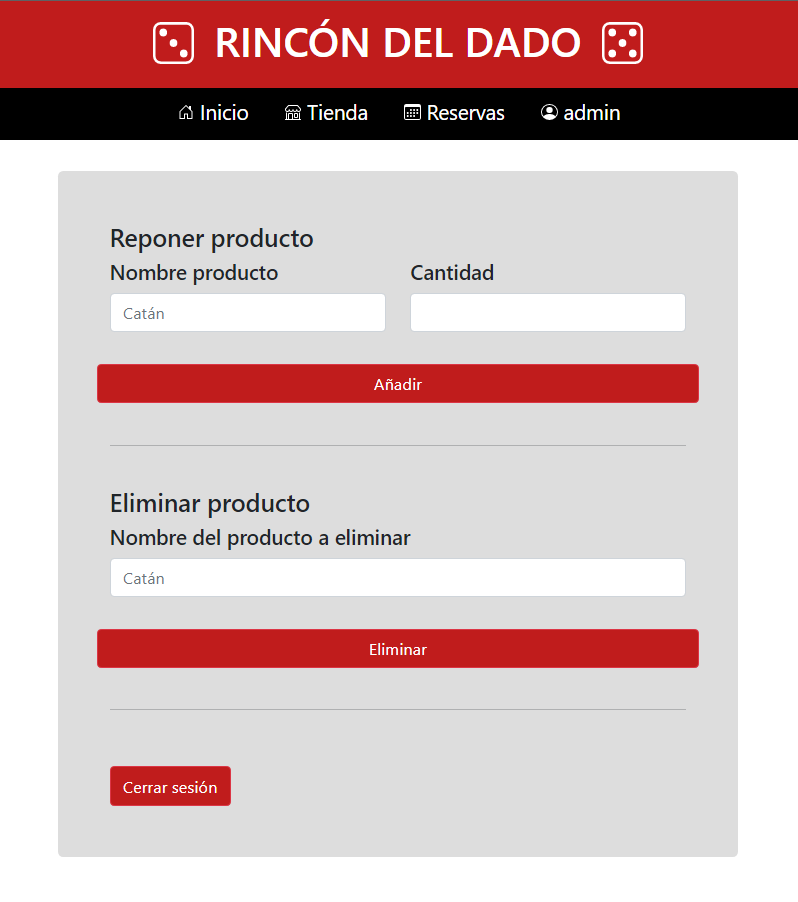 RINCÓN DEL DADO
Inicio Tienda Reservas admin
Reponer producto
Nombre producto Cantidad
Catán
Añadir
Eliminar producto
Nombre del producto a eliminar
Catán
Eliminar
Cerrar sesión